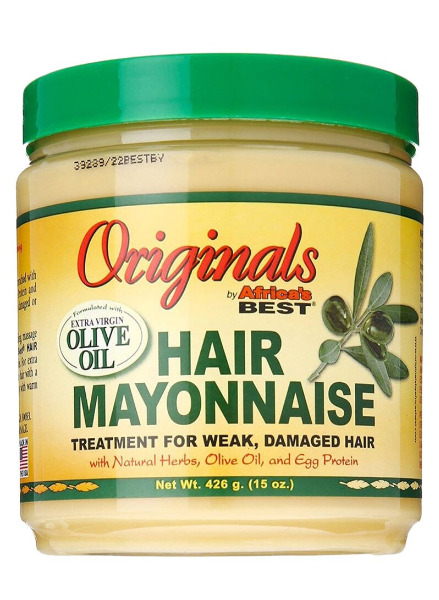 39289/22BESTBY
Originals
by Africa's
BEST®
Formulated with
EXTRA VIRGIN
OLIVE
OIL
HAIR
MAYONNAISE
TREATMENT FOR WEAK, DAMAGED HAIR
with Natural Herbs, Olive Oil, and Egg Protein
Net Wt. 426 g. (15 oz.)